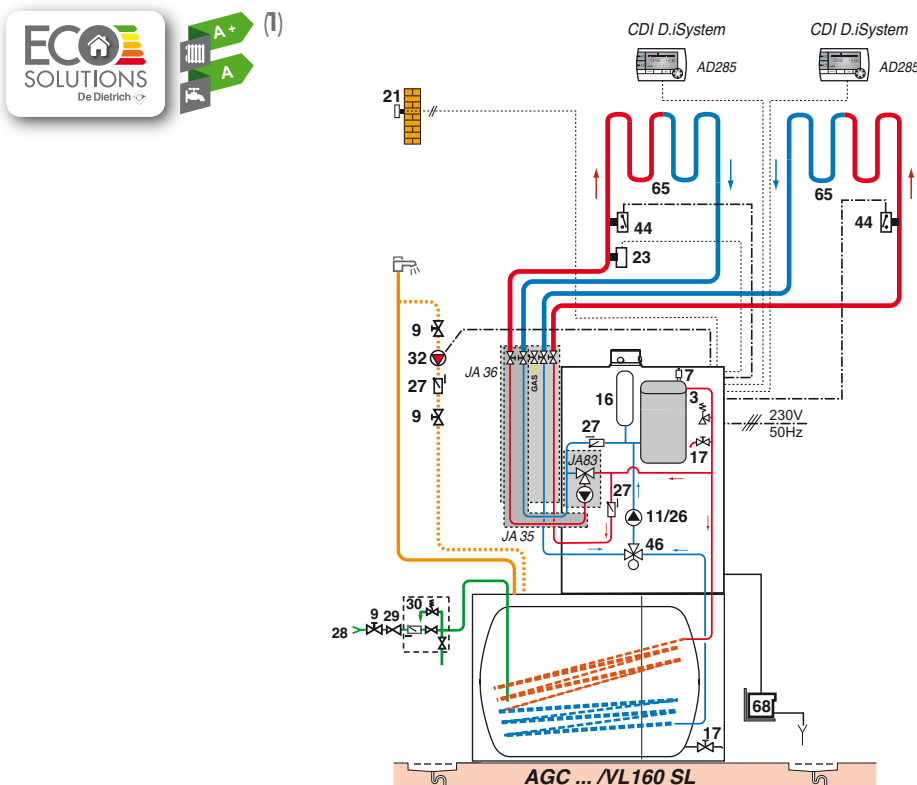 ECO
SOLUTIONS
De Dietrich
A+
A
(1)
CDI D.iSystem
AD285
CDI D.iSystem
AD285
21
65
65
44
44
23
9
32
27
9
JA 36
GAS
7
16
3
27
17
230V
50Hz
JA83
27
11/26
JA 35
46
30
9
29
28
68
17
AGC ... /VL160 SL